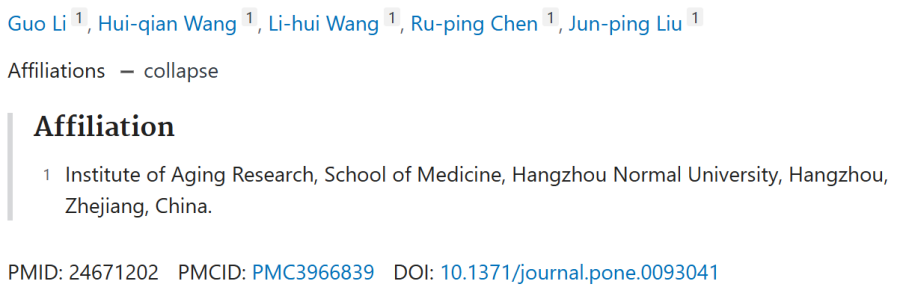 Guo Li 1, Hui-qian Wang 1, Li-hui Wang 1, Ru-ping Chen 1, Jun-ping Liu 1
Affiliations — collapse
Affiliation
1 Institute of Aging Research, School of Medicine, Hangzhou Normal University, Hangzhou,
Zhejiang, China.
PMID: 24671202 PMCID: PMC3966839 DOI: 10.1371/journal.pone.0093041